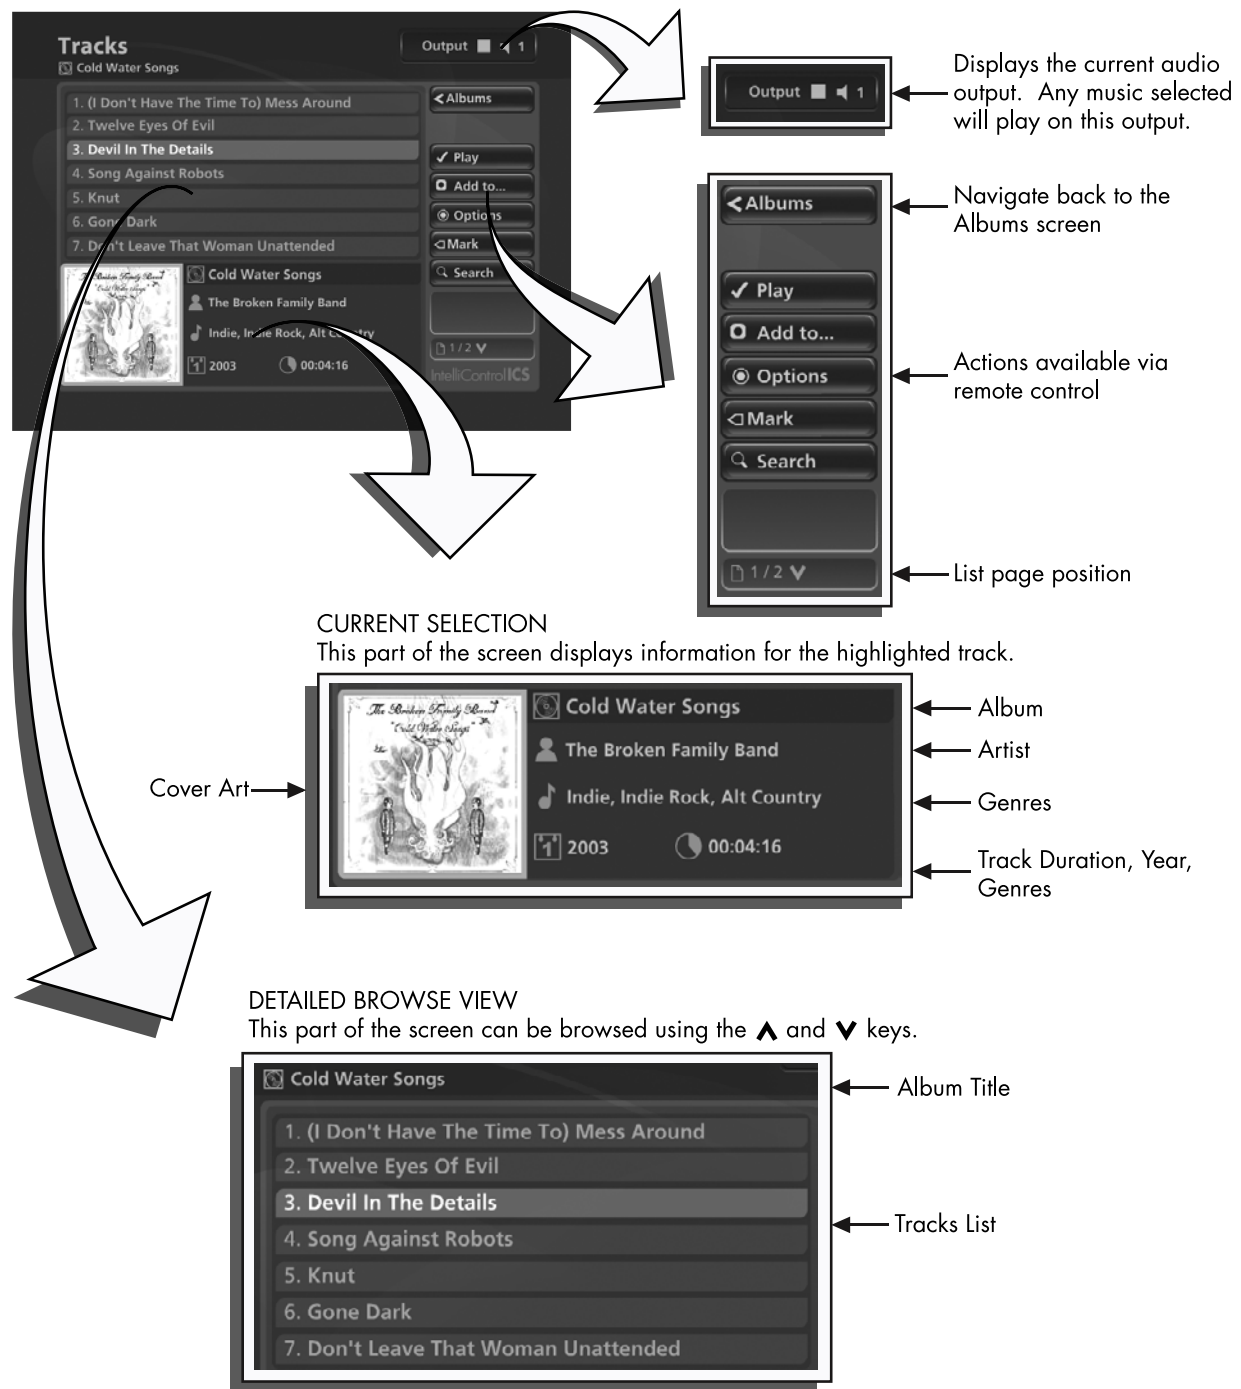 Tracks
Cold Water Songs
Output 1
1. (I Don't Have The Time To) Mess Around
2. Twelve Eyes Of Evil
3. Devil In The Details
4. Song Against Robots
5. Knut
6. Gone Dark
7. Don't Leave That Woman Unattended
<Albums
Play
Add to...
Options
Mark
Search
1 / 2
IntelliControl ICS
The Broken Family Band
"Cold Water Songs"
Cold Water Songs
The Broken Family Band
Indie, Indie Rock, Alt Country
2003 00:04:16
Output 1
Displays the current audio
output. Any music selected
will play on this output.
<Albums
Play
Add to...
Options
Mark
Search
1 / 2
Navigate back to the
Albums screen
Actions available via
remote control
List page position
CURRENT SELECTION
This part of the screen displays information for the highlighted track.
Cover Art
The Broken Family Band
"Cold Water Songs"
Cold Water Songs
The Broken Family Band
Indie, Indie Rock, Alt Country
2003 00:04:16
Album
Artist
Genres
Track Duration, Year,
Genres
DETAILED BROWSE VIEW
This part of the screen can be browsed using the ∧ and ∨ keys.
Cold Water Songs
1. (I Don't Have The Time To) Mess Around
2. Twelve Eyes Of Evil
3. Devil In The Details
4. Song Against Robots
5. Knut
6. Gone Dark
7. Don't Leave That Woman Unattended
Album Title
Tracks List